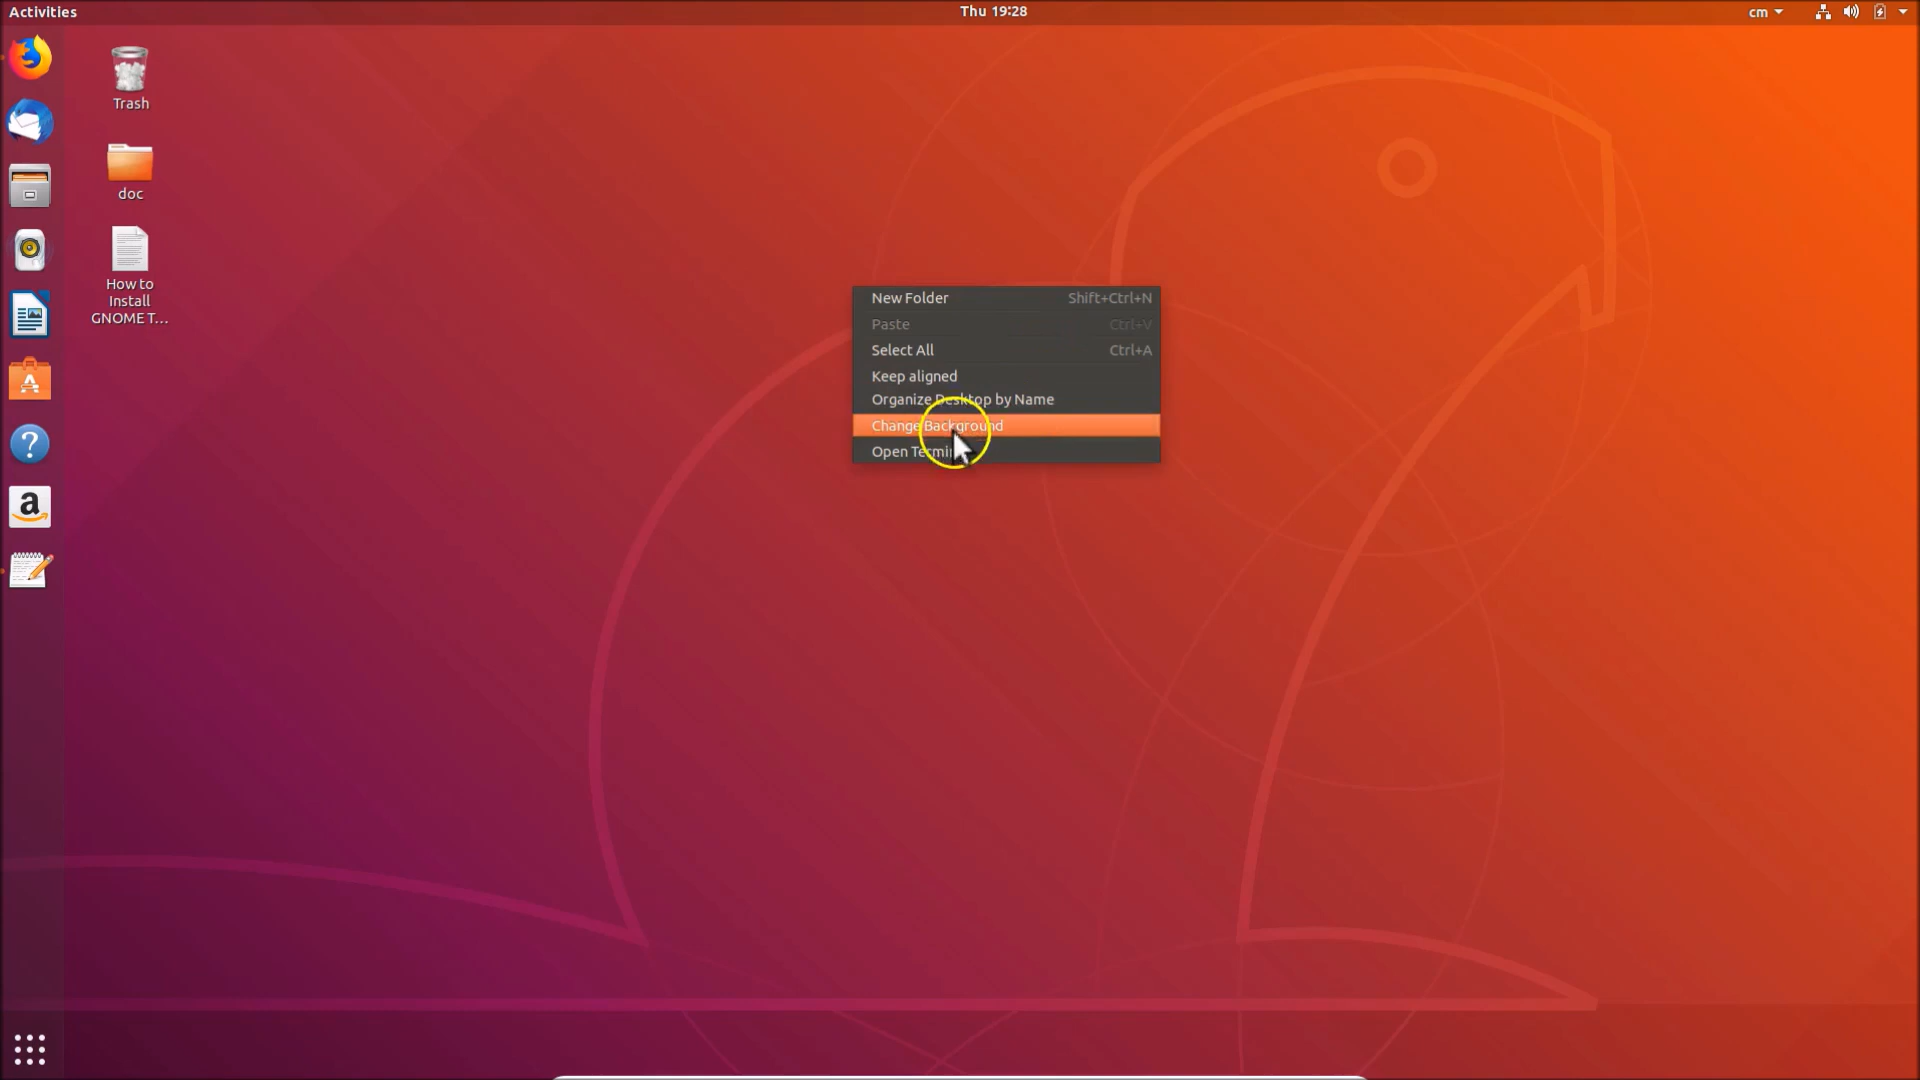 Activities
Thu 19:28
cm
Trash
doc
How to
Install
GNOME T...
New Folder Shift+Ctrl+N
Paste Ctrl+V
Select All Ctrl+A
Keep aligned
Organize Desktop by Name
Change Background
Open
a
?